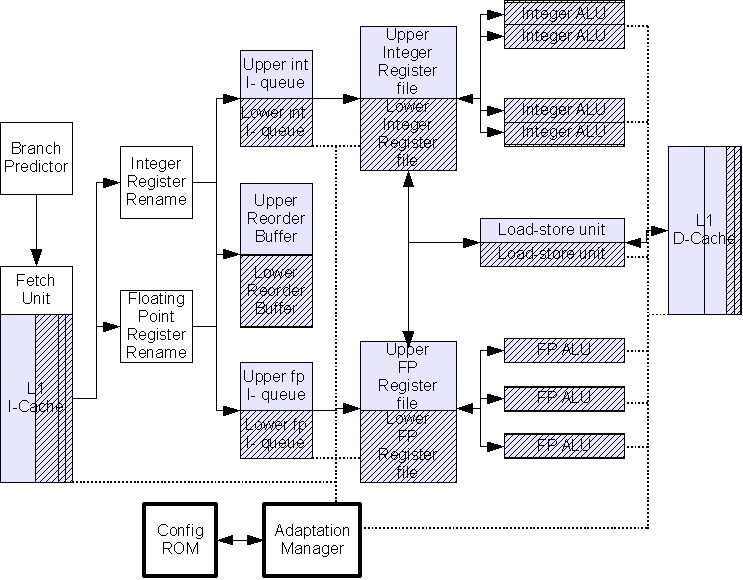 Branch
Predictor
Fetch
Unit
L1
I-Cache
Integer
Register
Rename
Floating
Point
Register
Rename
Upper int
I- queue
Lower int
I- queue
Upper
Reorder
Buffer
Lower
Reorder
Buffer
Upper fp
I- queue
Lower fp
I- queue
Upper
Integer
Register
file
Lower
Integer
Register
file
Upper
FP
Register
file
Lower
FP
Register
file
Integer ALU
Integer ALU
Integer ALU
Integer ALU
Load-store unit
Load-store unit
FP ALU
FP ALU
FP ALU
L1
D-Cache
Config
ROM
Adaptation
Manager